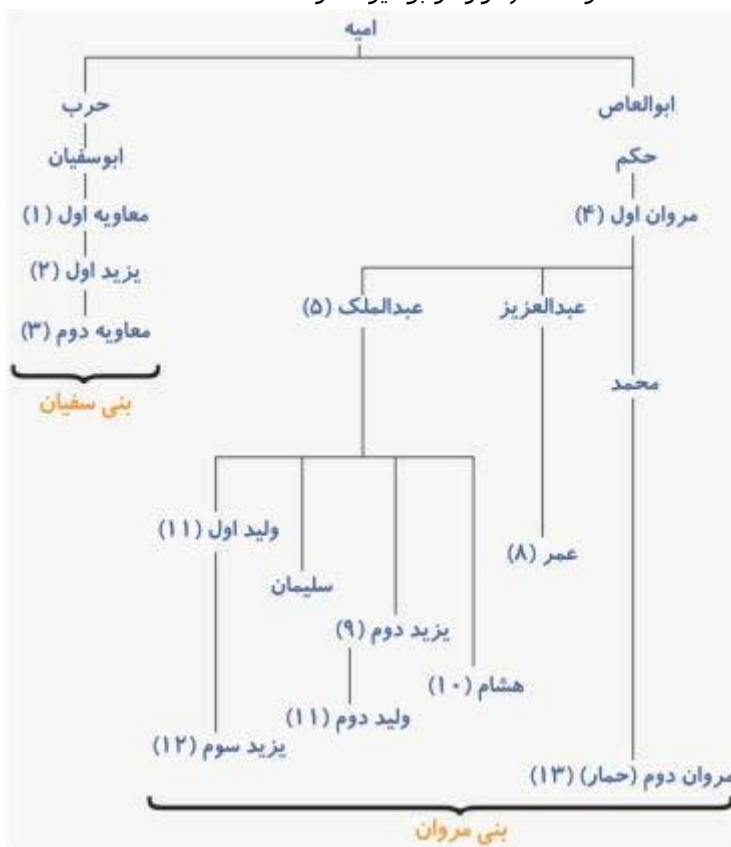 امیه
ابوالعاص
حرب
حکم
ابوسفیان
مروان اول (۴)
معاویه اول (۱)
یزید اول (۲)
محمد
عبدالعزیز
عبدالملک (۵)
معاویه دوم (۳)
بنی سفیان
عمر (۸)
ولید اول (۱۱)
سلیمان
یزید دوم (۹)
هشام (۱۰)
ولید دوم (۱۱)
یزید سوم (۱۲)
مروان دوم (حمار) (۱۳)
بنی مروان